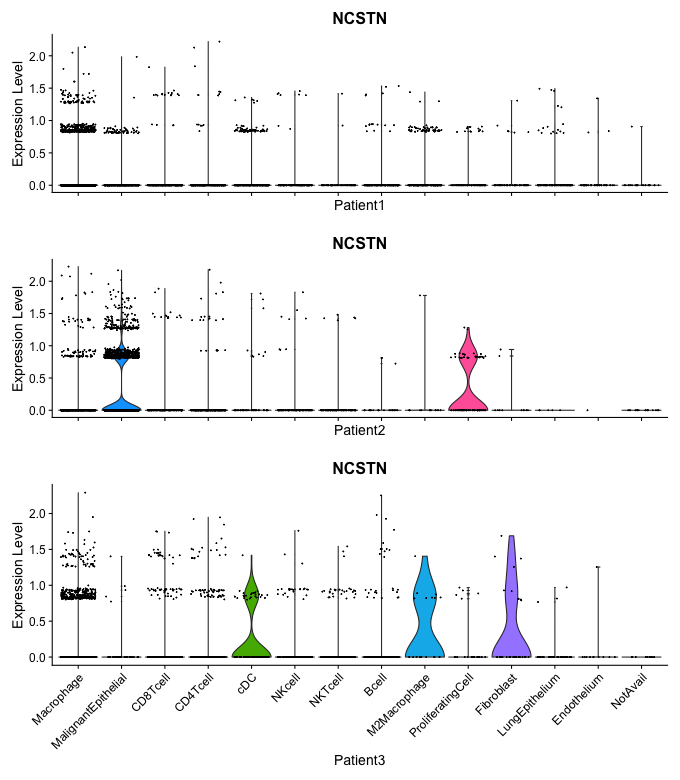 NCSTN
Expression Level
2.0
1.5
1.0
0.5
0.0
Patient1
NCSTN
Expression Level
2.0
1.5
1.0
0.5
0.0
Patient2
NCSTN
Expression Level
2.0
1.5
1.0
0.5
0.0
Macrophage
MalignantEpithelial
CD8Tcell
CD4Tcell
cDC
NKcell
NKTcell
Bcell
M2Macrophage
ProliferatingCell
Fibroblast
LungEpithelium
Endothelium
NotAvail
Patient3